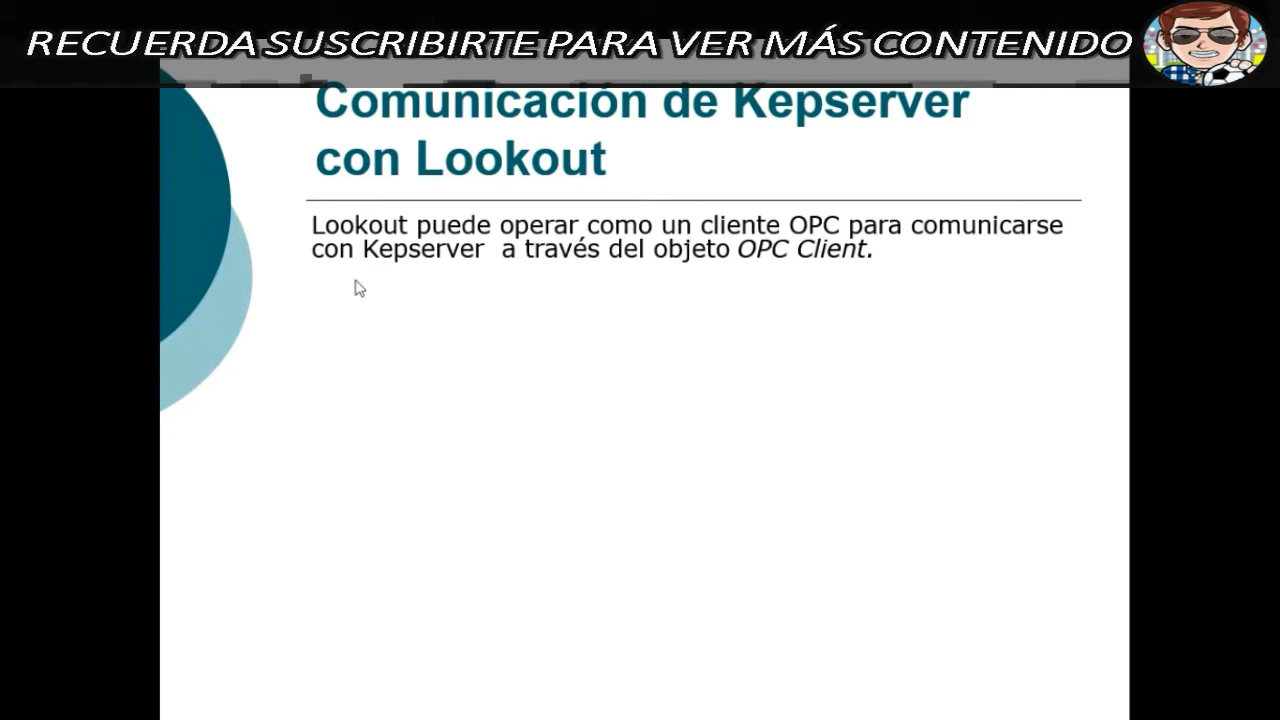 RECUERDA SUSCRIBIRTE PARA VER MÁS CONTENIDO
Comunicación de Kepserver
con Lookout
Lookout puede operar como un cliente OPC para comunicarse
con Kepserver a través del objeto OPC Client.